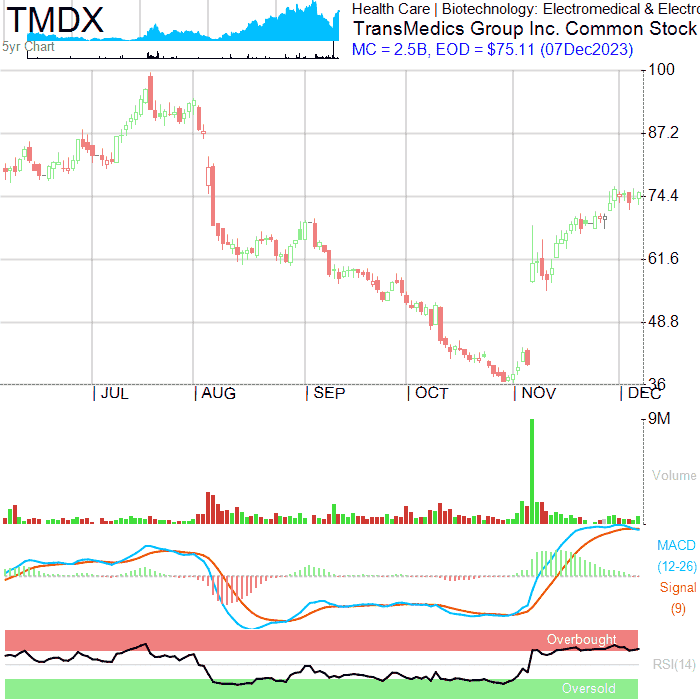 TMDX
5yr Chart
Health Care | Biotechnology: Electromedical & Electro
TransMedics Group Inc. Common Stock
MC = 2.5B, EOD = $75.11 (07Dec2023)
100
87.2
74.4
61.6
48.8
36
JUL AUG SEP OCT NOV DEC
9M
Volume
MACD
(12-26)
Signal
(9)
Overbought
RSI(14)
Oversold